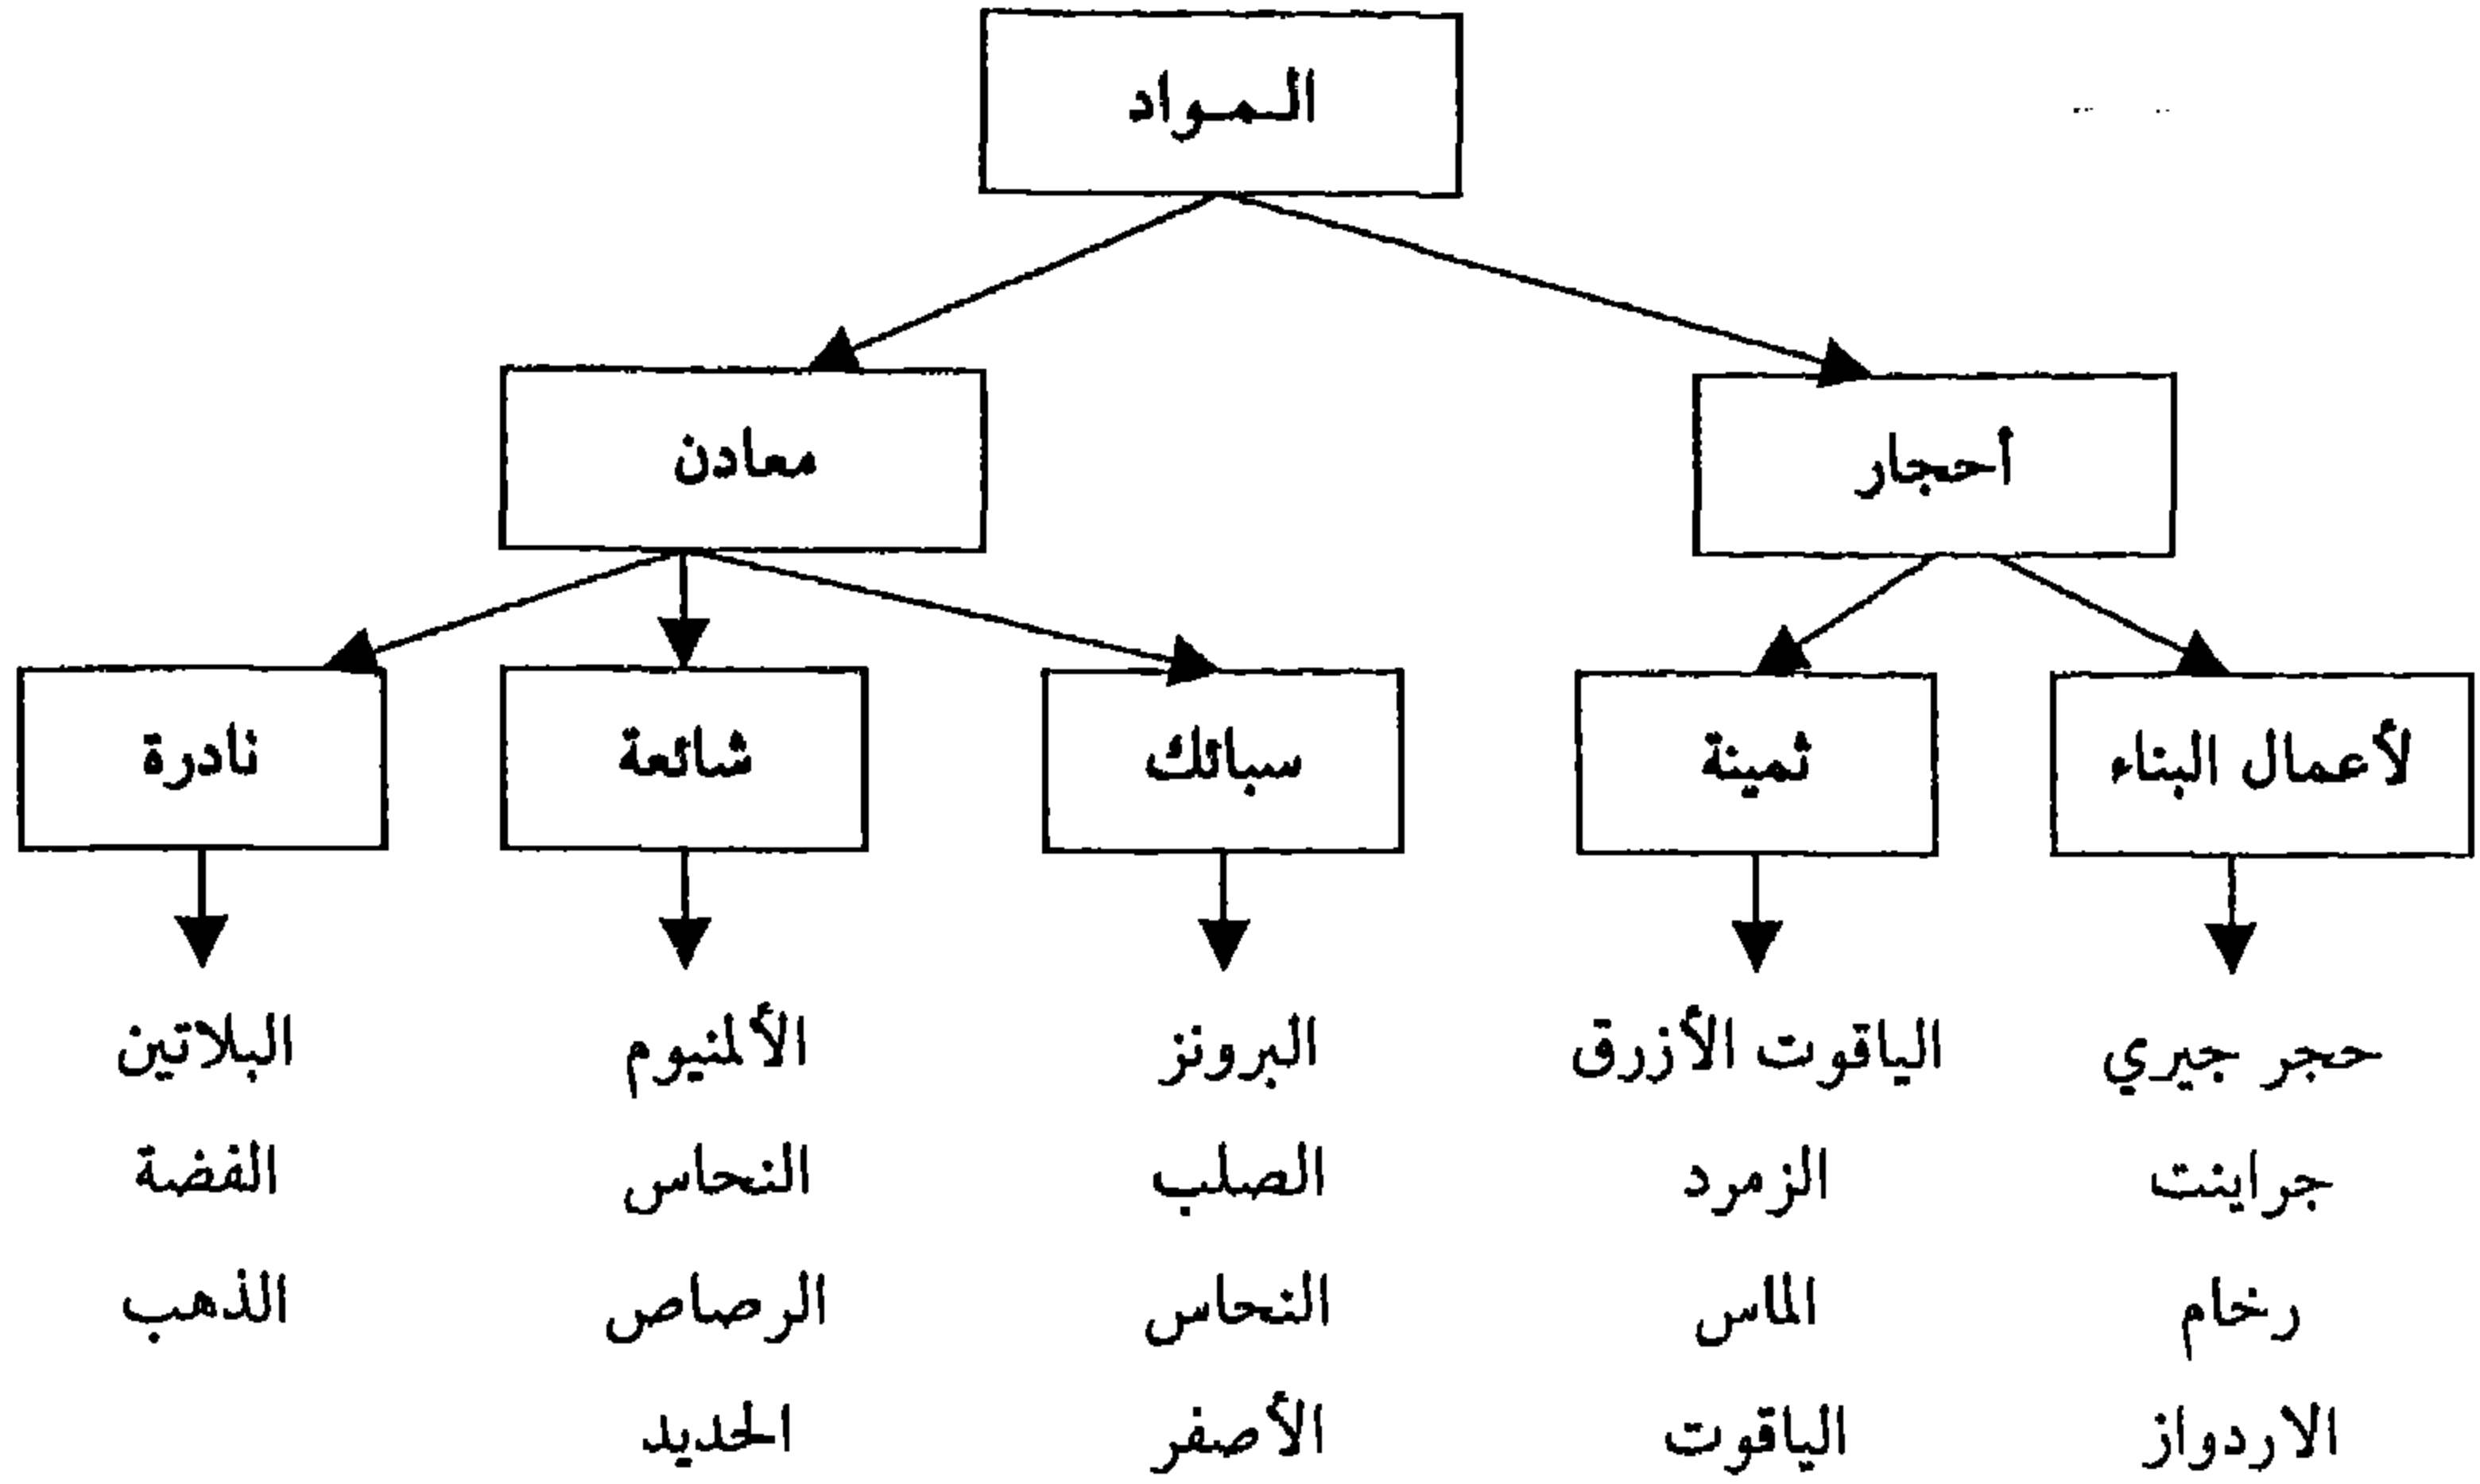 المواد
أحجار
معادن
لأعمال البناء
ثمينة
سبائك
شائعة
نادرة
حجر جيري
جراينت
رخام
الاردواز
الياقوت الأزرق
الزمرد
الماس
الياقوت
البرونز
الصلب
النحاس
الأصفر
الألمنيوم
النحاس
الرصاص
الحديد
البلاتين
الفضة
الذهب